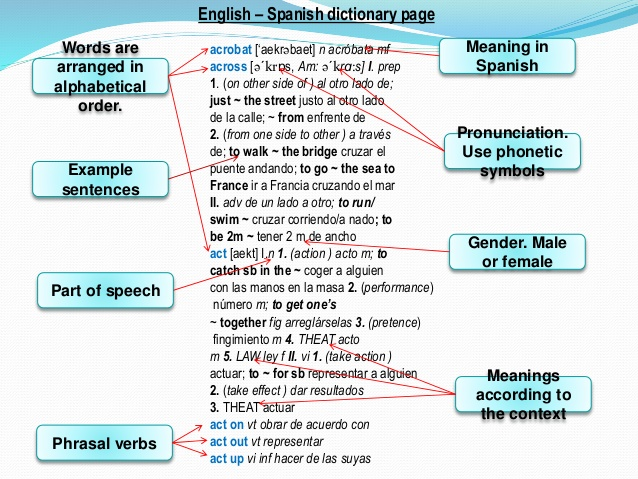 English – Spanish dictionary page
Words are
arranged in
alphabetical
order.
Example
sentences
Part of speech
Phrasal verbs
acrobat ['aekrəbaet] n acróbata mf
across [ə´krɒs, Am: ə´krɑ:s] I. prep
1. (on other side of ) al otro lado de;
just ~ the street justo al otro lado
de la calle; ~ from enfrente de
2. (from one side to other ) a través
de; to walk ~ the bridge cruzar el
puente andando; to go ~ the sea to
France ir a Francia cruzando el mar
II. adv de un lado a otro; to run/
swim ~ cruzar corriendo/a nado; to
be 2m ~ tener 2 m de ancho
act [aekt] I.n 1. (action ) acto m; to
catch sb in the ~ coger a alguien
con las manos en la masa 2. (performance)
número m; to get one's
~ together fig arreglárselas 3. (pretence)
fingimiento m 4. THEAT acto
m 5. LAW ley f II. vi 1. (take action )
actuar; to ~ for sb representar a alguien
2. (take effect ) dar resultados
3. THEAT actuar
act on vt obrar de acuerdo con
act out vt representar
act up vi inf hacer de las suyas
Meaning in
Spanish
Pronunciation.
Use phonetic
symbols
Gender. Male
or female
Meanings
according to
the context